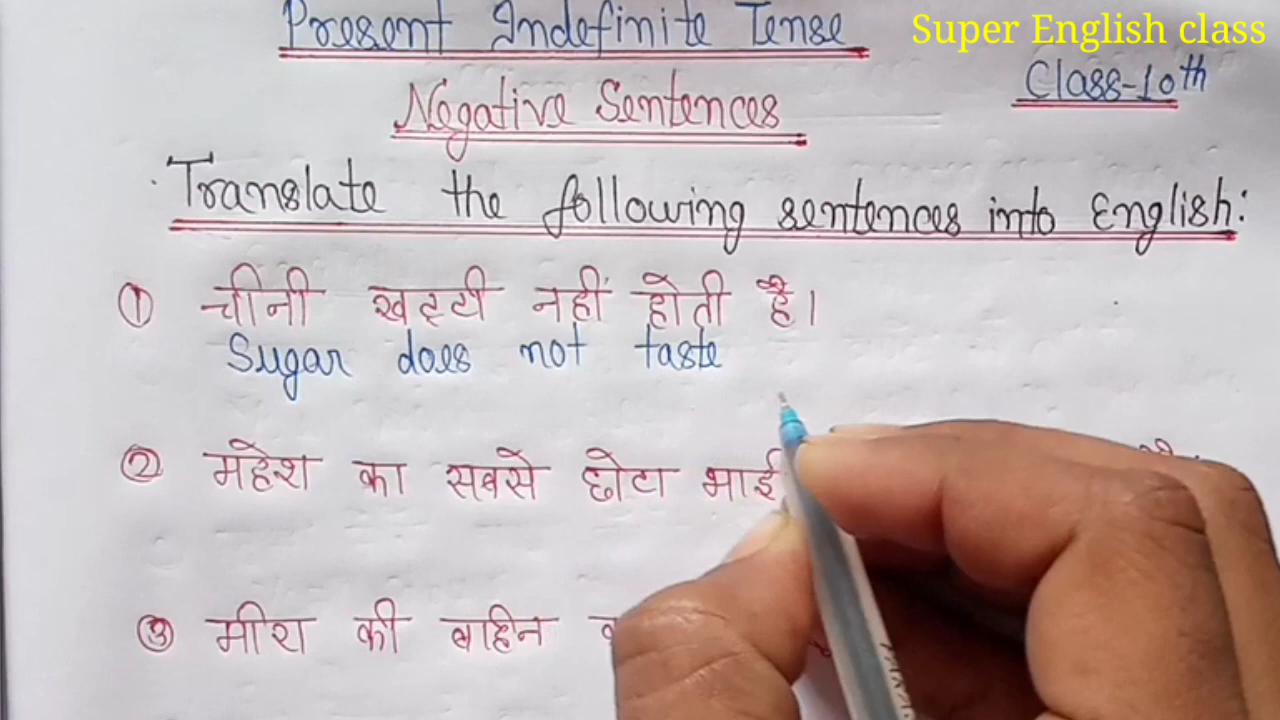 Super English class
Present Indefinite Tense
Class-10th
Negative Sentences
Translate the following sentences into English:
① चीनी खट्टी नहीं होती है।
Sugar does not taste
② महेश का सबसे छोटा भाई
③ मीरा की बहिन